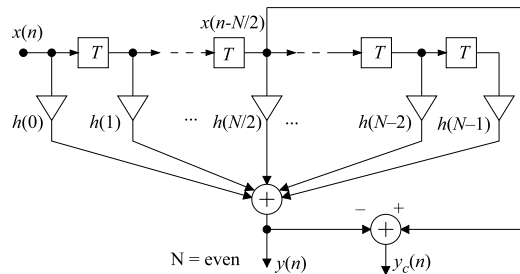 x(n-N/2)
x(n)
T T T T
h(0) h(1) ... h(N/2) ... h(N–2) h(N–1)
+ – + +
N = even y(n) y_c(n)